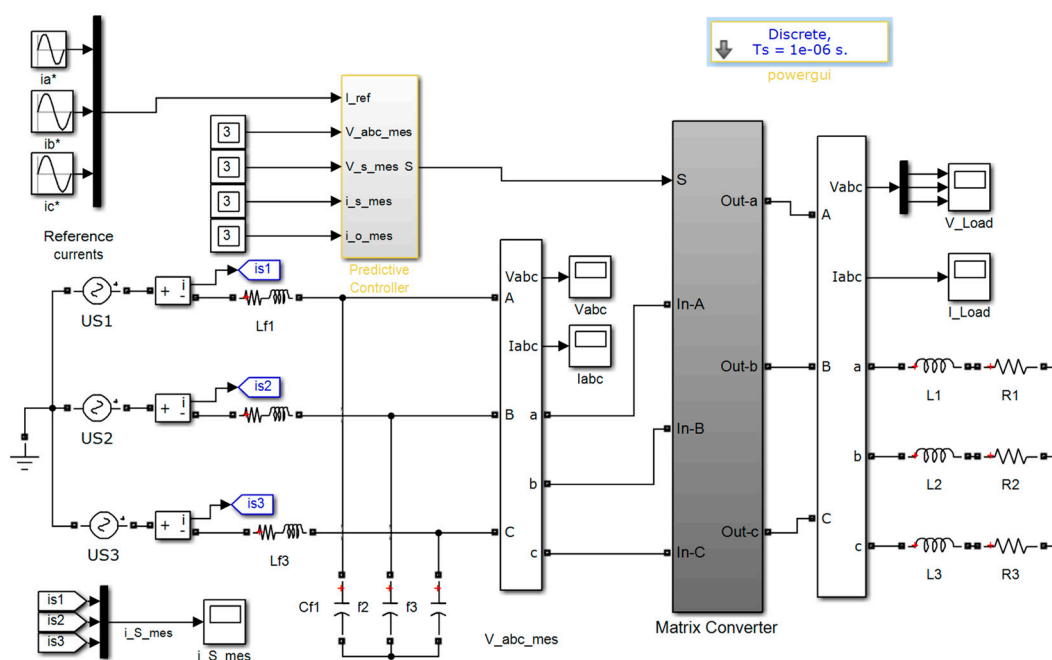 Discrete,
Ts = 1e-06 s.
powergui
ia*
ib*
ic*
Reference
currents
I_ref
V_abc_mes
V_s_mes S
i_s_mes
i_o_mes
Predictive
Controller
3
3
3
3
is1
is2
is3
US1
US2
US3
+ i -
+ i -
+ i -
Lf1
Lf3
Cf1
f2
f3
A
B
C
Vabc
Iabc
a
b
c
Vabc
Iabc
V_abc_mes
S
In-A
In-B
In-C
Out-a
Out-b
Out-c
Matrix Converter
A
B
C
Vabc
Iabc
a
b
c
V_Load
I_Load
L1
R1
L2
R2
L3
R3
is1
is2
is3
i_S_mes
i_S_mes